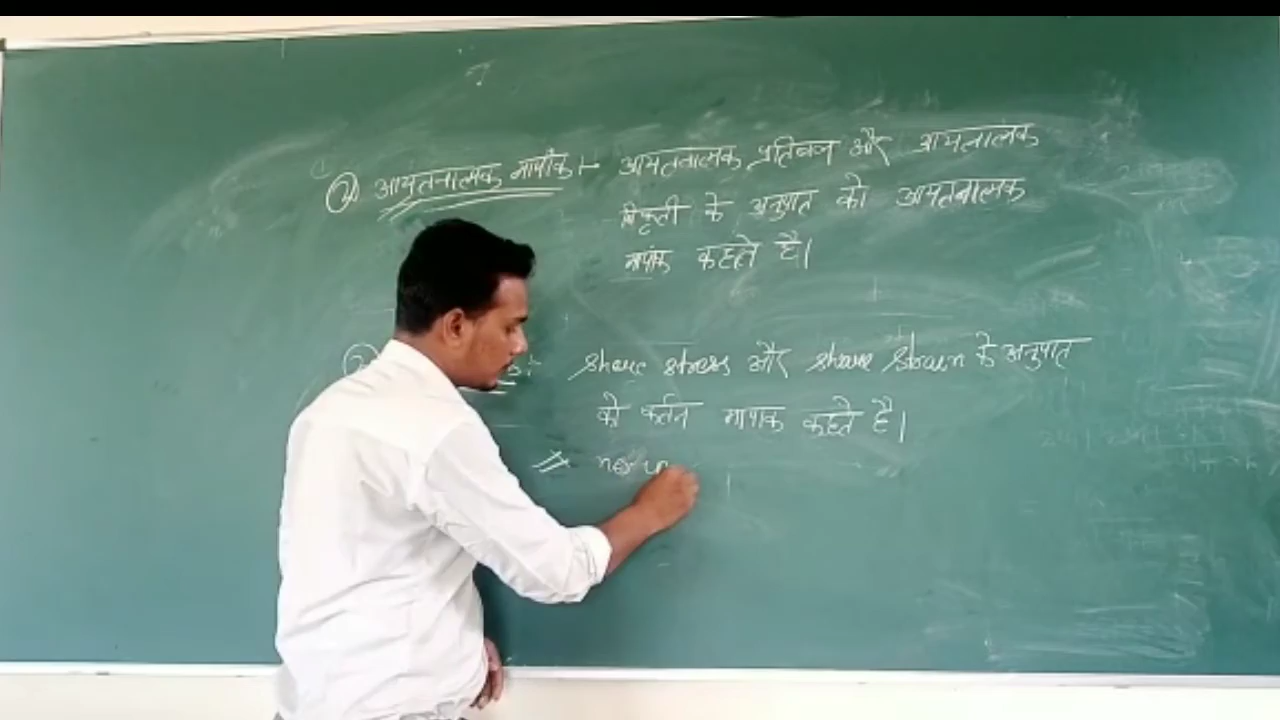 ② आयतनात्मक मापांक :- आयतनात्मक प्रतिबल और आयतनात्मक
विकृती के अनुपात को आयतनात्मक
मापांक कहते है।
shear stress और shear strain के अनुपात
को कर्तन मापांक कहते है।